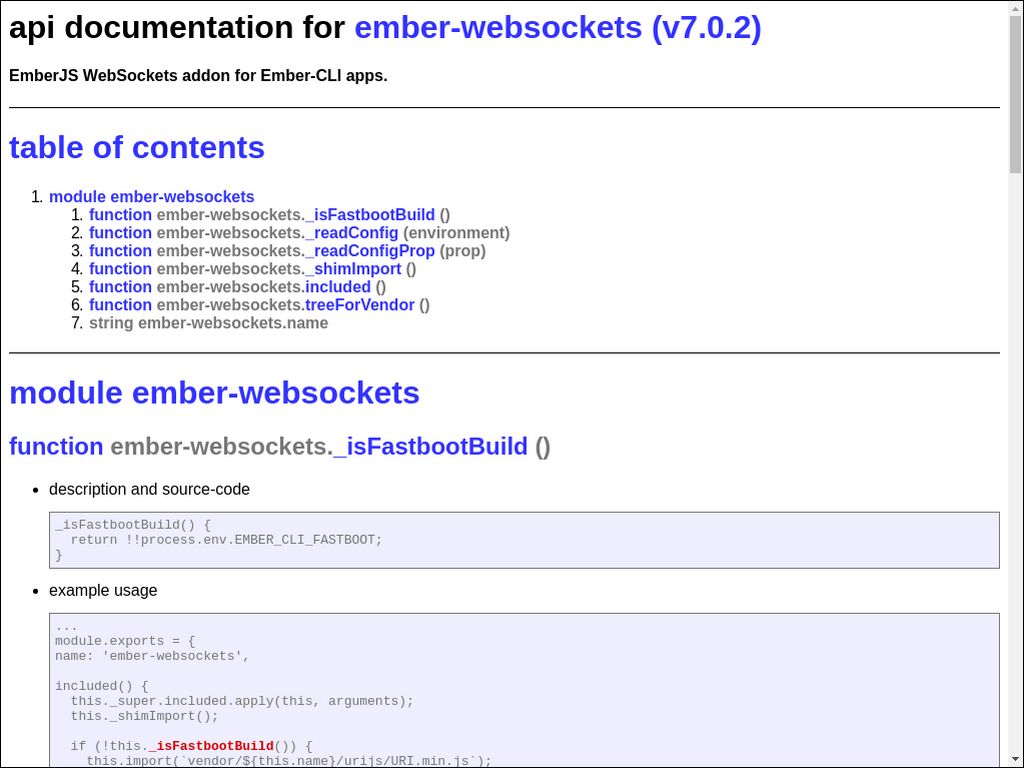 api documentation for ember-websockets (v7.0.2)
EmberJS WebSockets addon for Ember-CLI apps.
table of contents
1. module ember-websockets
1. function ember-websockets._isFastbootBuild ()
2. function ember-websockets._readConfig (environment)
3. function ember-websockets._readConfigProp (prop)
4. function ember-websockets._shimImport ()
5. function ember-websockets.included ()
6. function ember-websockets.treeForVendor ()
7. string ember-websockets.name
module ember-websockets
function ember-websockets._isFastbootBuild ()
• description and source-code
_isFastbootBuild() {
  return !!process.env.EMBER_CLI_FASTBOOT;
}
• example usage
...
module.exports = {
name: 'ember-websockets',
included() {
  this._super.included.apply(this, arguments);
  this._shimImport();
  if (!this._isFastbootBuild()) {
    this.import(`vendor/${this.name}/urijs/URI.min.js`);